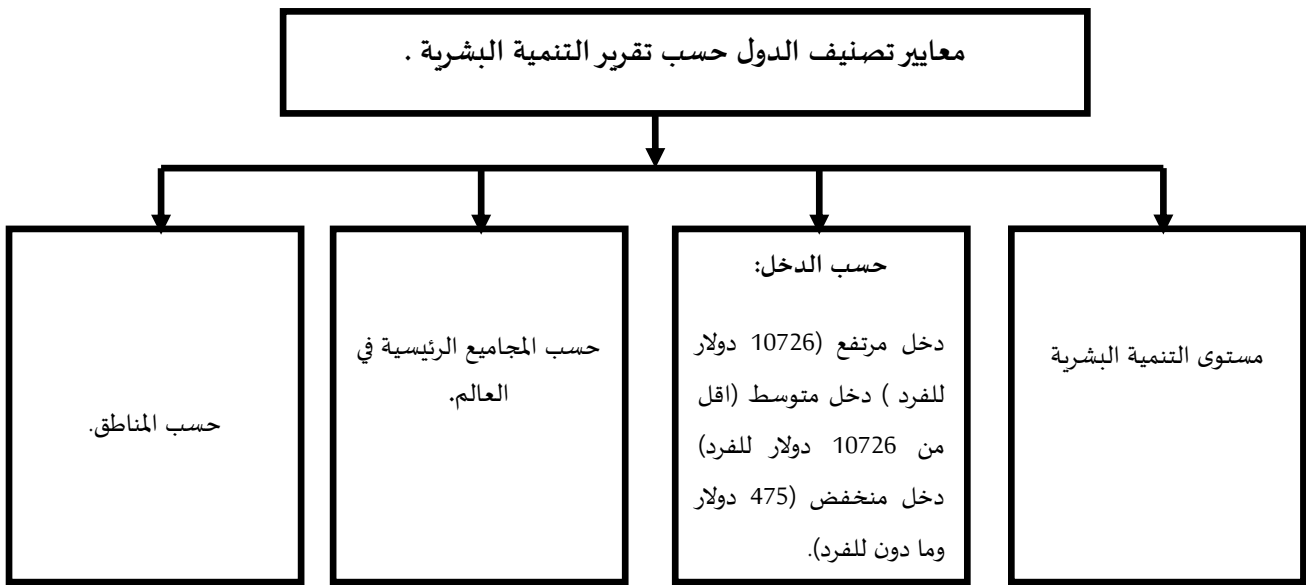 معايير تصنيف الدول حسب تقرير التنمية البشرية .
مستوى التنمية البشرية
حسب الدخل:
دخل مرتفع (10726 دولار
للفرد ) دخل متوسط (اقل
من 10726 دولار للفرد)
دخل منخفض (475 دولار
وما دون للفرد).
حسب المجاميع الرئيسية في
العالم.
حسب المناطق.